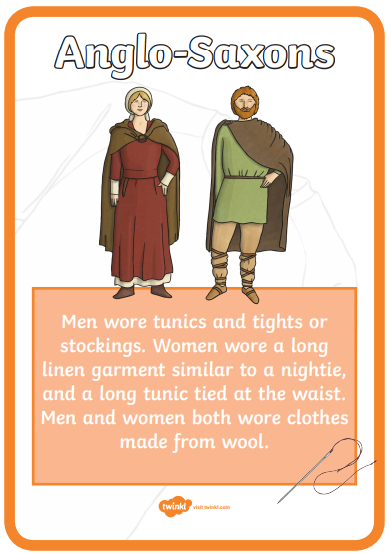 Anglo-Saxons
Men wore tunics and tights or
stockings. Women wore a long
linen garment similar to a nightie,
and a long tunic tied at the waist.
Men and women both wore clothes
made from wool.
twinkl visit twinkl.com